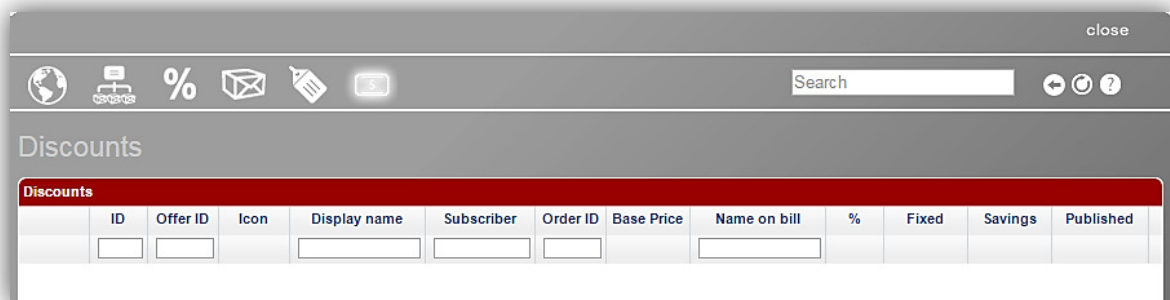 close
%
$
Search
?
Discounts
Discounts
ID Offer ID Icon Display name Subscriber Order ID Base Price Name on bill % Fixed Savings Published